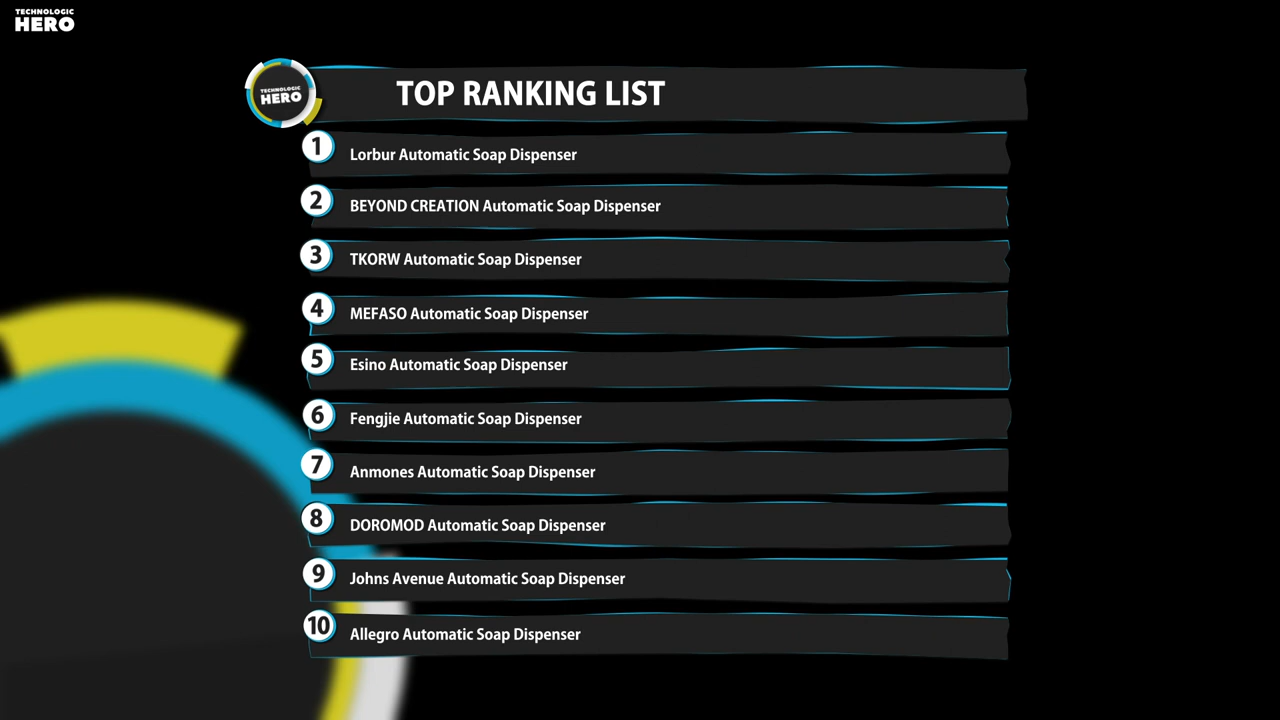 TECHNOLOGIC
HERO
TECHNOLOGIC
HERO
TOP RANKING LIST
1 Lorbur Automatic Soap Dispenser
2 BEYOND CREATION Automatic Soap Dispenser
3 TKORW Automatic Soap Dispenser
4 MEFASO Automatic Soap Dispenser
5 Esino Automatic Soap Dispenser
6 Fengjie Automatic Soap Dispenser
7 Anmones Automatic Soap Dispenser
8 DOROMOD Automatic Soap Dispenser
9 Johns Avenue Automatic Soap Dispenser
10 Allegro Automatic Soap Dispenser